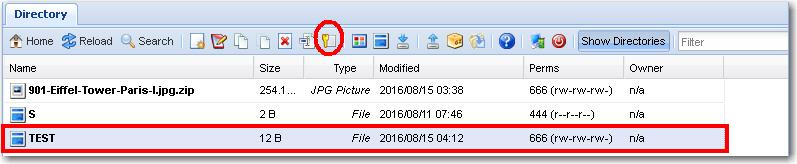 Directory
Home Reload Search Show Directories Filter
Name Size Type Modified Perms Owner
901-Eiffel-Tower-Paris-I.jpg.zip 254.1... JPG Picture 2016/08/15 03:38 666 (rw-rw-rw-) n/a
S 2 B File 2016/08/11 07:46 444 (r--r--r--) n/a
TEST 12 B File 2016/08/15 04:12 666 (rw-rw-rw-) n/a